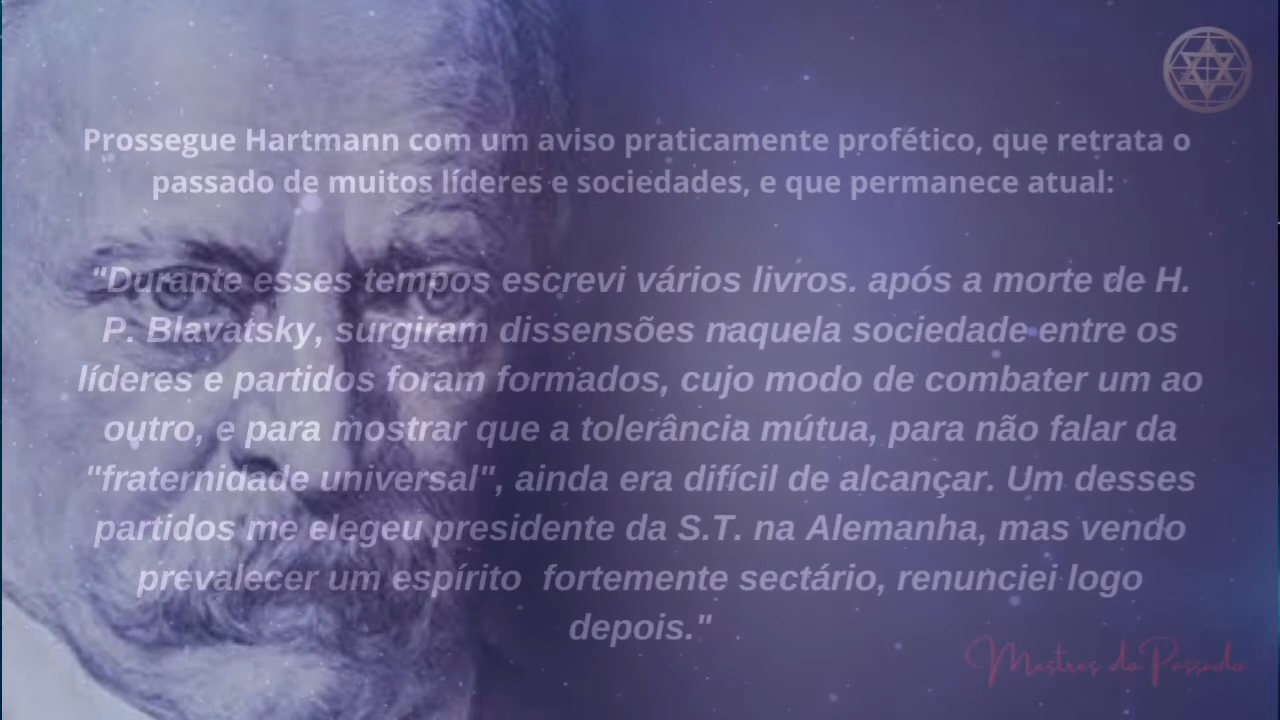 Prossegue Hartmann com um aviso praticamente profético, que retrata o
passado de muitos líderes e sociedades, e que permanece atual:
“Durante esses tempos escrevi vários livros. após a morte de H.
P. Blavatsky, surgiram dissensões naquela sociedade entre os
líderes e partidos foram formados, cujo modo de combater um ao
outro, e para mostrar que a tolerância mútua, para não falar da
"fraternidade universal", ainda era difícil de alcançar. Um desses
partidos me elegeu presidente da S.T. na Alemanha, mas vendo
prevalecer um espírito fortemente sectário, renunciei logo
depois."
Mestres do Passado